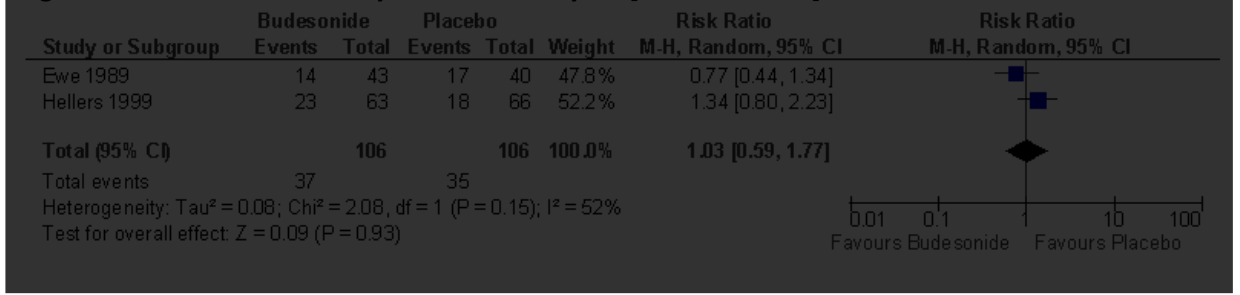 Budesonide Placebo Risk Ratio Risk Ratio
Study or Subgroup Events Total Events Total Weight M-H, Random, 95% CI M-H, Random, 95% CI
Ewe 1989 14 43 17 40 47.8% 0.77 [0.44, 1.34]
Hellers 1999 23 63 18 66 52.2% 1.34 [0.80, 2.23]
Total (95% CI) 106 106 100.0% 1.03 [0.59, 1.77]
Total events 37 35
Heterogeneity: Tau² = 0.08; Chi² = 2.08, df = 1 (P = 0.15); I² = 52%
Test for overall effect: Z = 0.09 (P = 0.93)
0.01 0.1 1 10 100
Favours Budesonide Favours Placebo